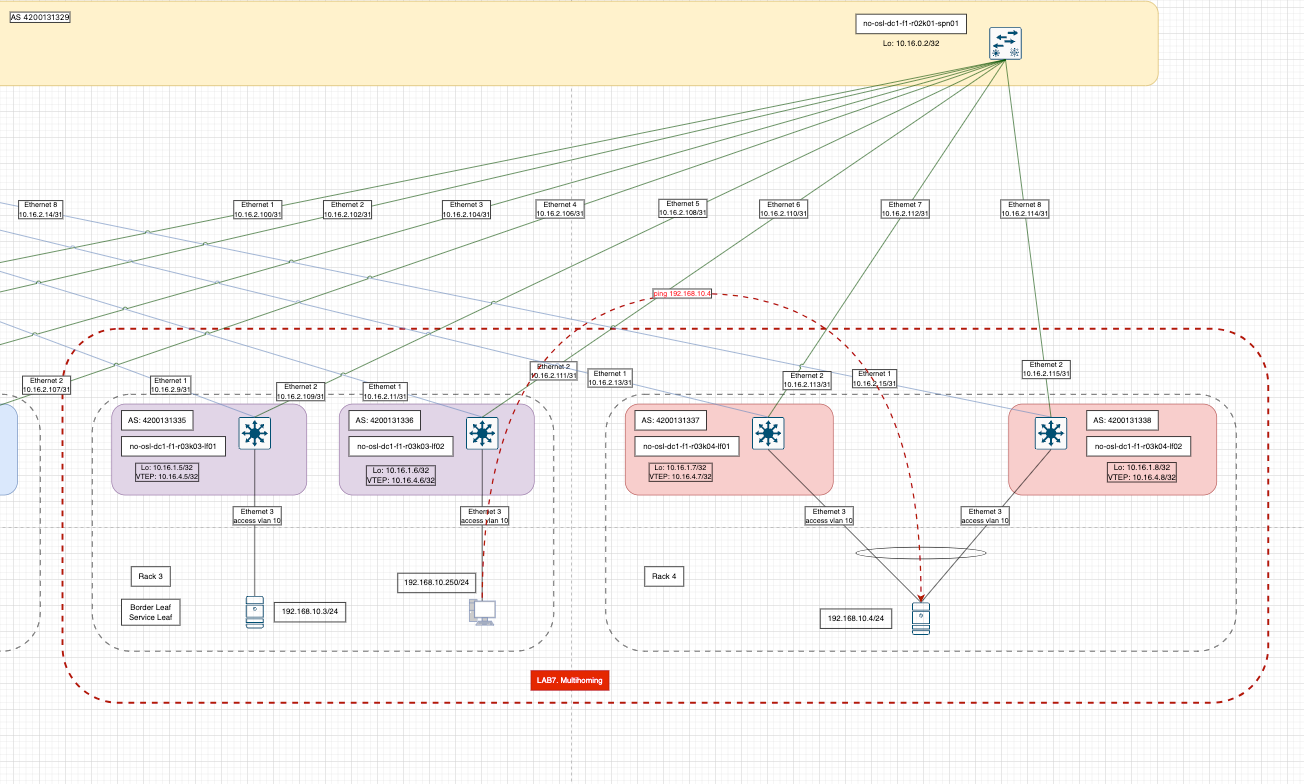 AS 4200131329
no-osl-dc1-f1-r02k01-spn01
Lo: 10.16.0.2/32
Ethernet 8
10.16.2.14/31
Ethernet 1
10.16.2.100/31
Ethernet 2
10.16.2.102/31
Ethernet 3
10.16.2.104/31
Ethernet 4
10.16.2.106/31
Ethernet 5
10.16.2.108/31
Ethernet 6
10.16.2.110/31
Ethernet 7
10.16.2.112/31
Ethernet 8
10.16.2.114/31
ping 192.168.10.4
Ethernet 2
10.16.2.107/31
Ethernet 1
10.16.2.9/31
Ethernet 2
10.16.2.109/31
Ethernet 1
10.16.2.11/31
Ethernet 2
10.16.2.111/31
Ethernet 1
10.16.2.13/31
Ethernet 2
10.16.2.113/31
Ethernet 1
10.16.2.15/31
Ethernet 2
10.16.2.115/31
AS: 4200131335
no-osl-dc1-f1-r03k03-lf01
Lo: 10.16.1.5/32
VTEP: 10.16.4.5/32
AS: 4200131336
no-osl-dc1-f1-r03k03-lf02
Lo: 10.16.1.6/32
VTEP: 10.16.4.6/32
AS: 4200131337
no-osl-dc1-f1-r03k04-lf01
Lo: 10.16.1.7/32
VTEP: 10.16.4.7/32
AS: 4200131338
no-osl-dc1-f1-r03k04-lf02
Lo: 10.16.1.8/32
VTEP: 10.16.4.8/32
Ethernet 3
access vlan 10
Ethernet 3
access vlan 10
Ethernet 3
access vlan 10
Ethernet 3
access vlan 10
Rack 3
Border Leaf
Service Leaf
192.168.10.3/24
192.168.10.250/24
Rack 4
192.168.10.4/24
LAB7. Multihoming